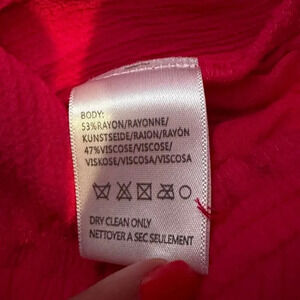 BODY:
53%RAYON/RAYONNE/
KUNSTSEIDE/RAION/RAYÓN
47%VISCOSE/VISCOSE/
VISKOSE/VISCOSA/VISCOSA
DRY CLEAN ONLY
NETTOYER A SEC SEULEMENT